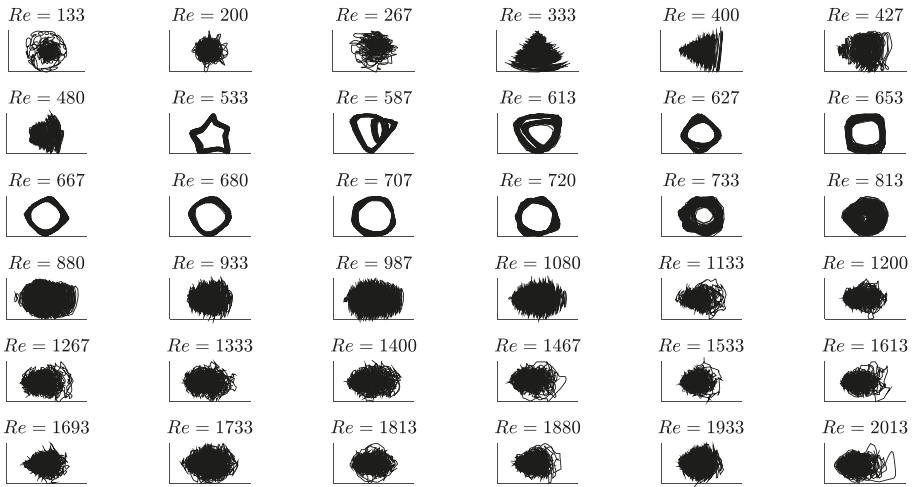 Re = 133 Re = 200 Re = 267 Re = 333 Re = 400 Re = 427
Re = 480 Re = 533 Re = 587 Re = 613 Re = 627 Re = 653
Re = 667 Re = 680 Re = 707 Re = 720 Re = 733 Re = 813
Re = 880 Re = 933 Re = 987 Re = 1080 Re = 1133 Re = 1200
Re = 1267 Re = 1333 Re = 1400 Re = 1467 Re = 1533 Re = 1613
Re = 1693 Re = 1733 Re = 1813 Re = 1880 Re = 1933 Re = 2013